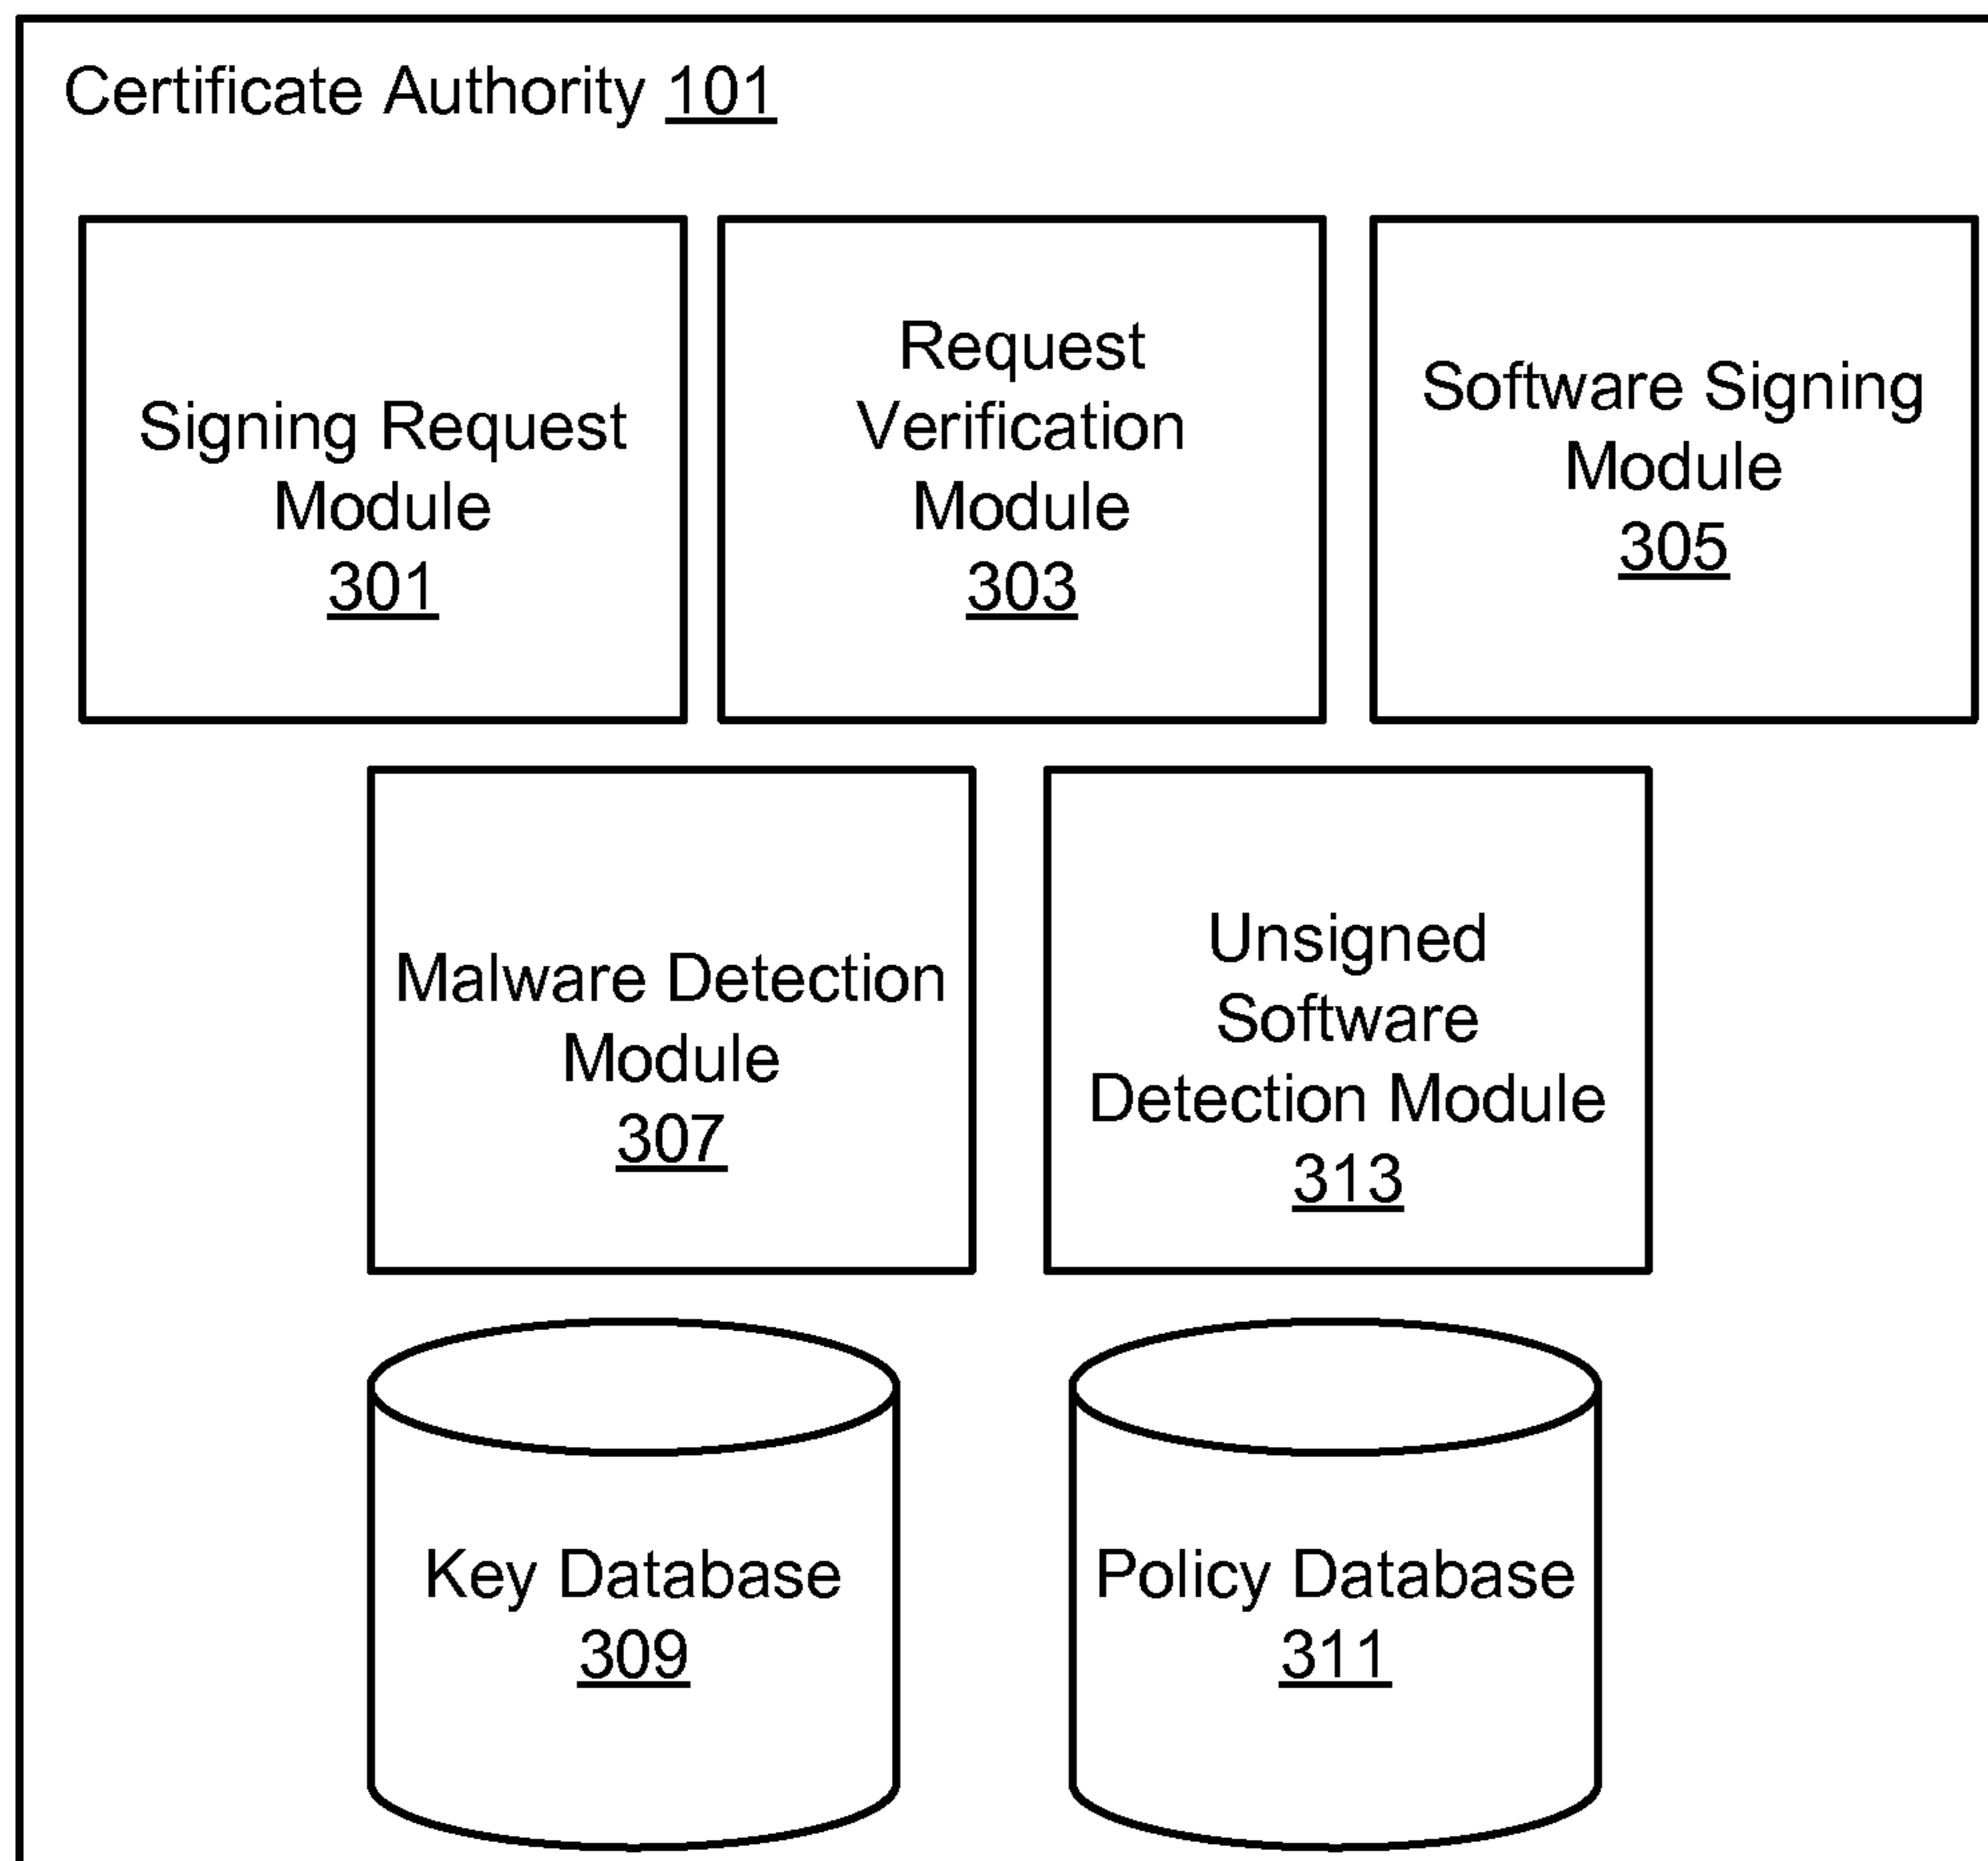 Certificate Authority 101
Signing Request
Module
301
Request
Verification
Module
303
Software Signing
Module
305
Malware Detection
Module
307
Unsigned
Software
Detection Module
313
Key Database
309
Policy Database
311